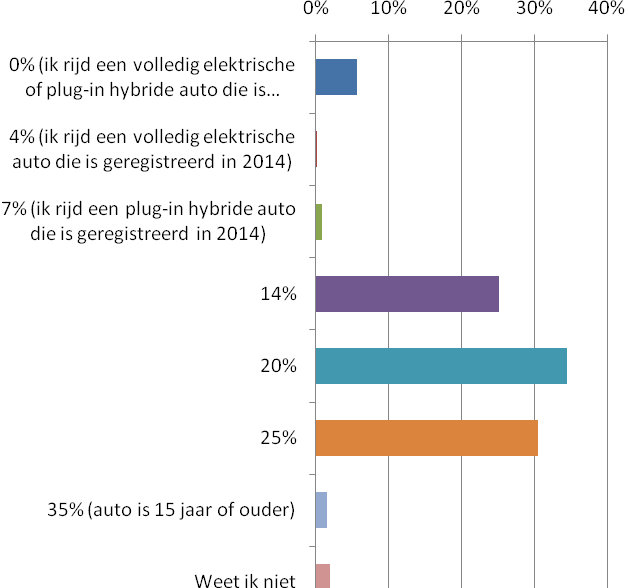 0% 10% 20% 30% 40%
0% (ik rijd een volledig elektrische
of plug-in hybride auto die is...
4% (ik rijd een volledig elektrische
auto die is geregistreerd in 2014)
7% (ik rijd een plug-in hybride auto
die is geregistreerd in 2014)
14%
20%
25%
35% (auto is 15 jaar of ouder)
Weet ik niet